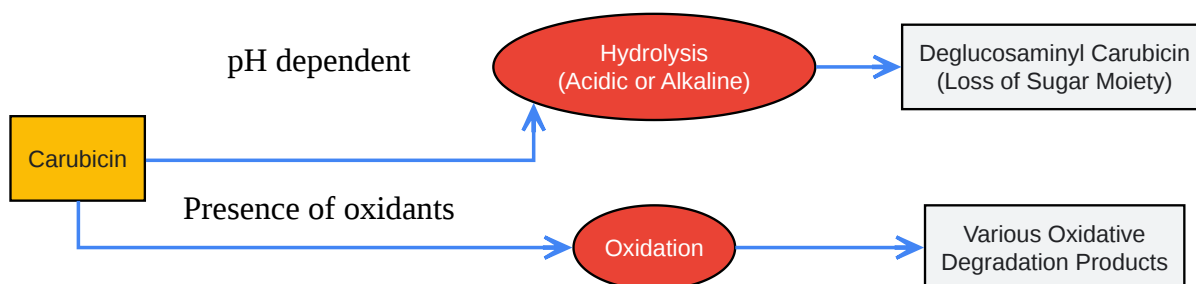 pH dependent
Hydrolysis
(Acidic or Alkaline)
Deglucosaminyl Carubicin
(Loss of Sugar Moiety)
Carubicin
Presence of oxidants
Oxidation
Various Oxidative
Degradation Products